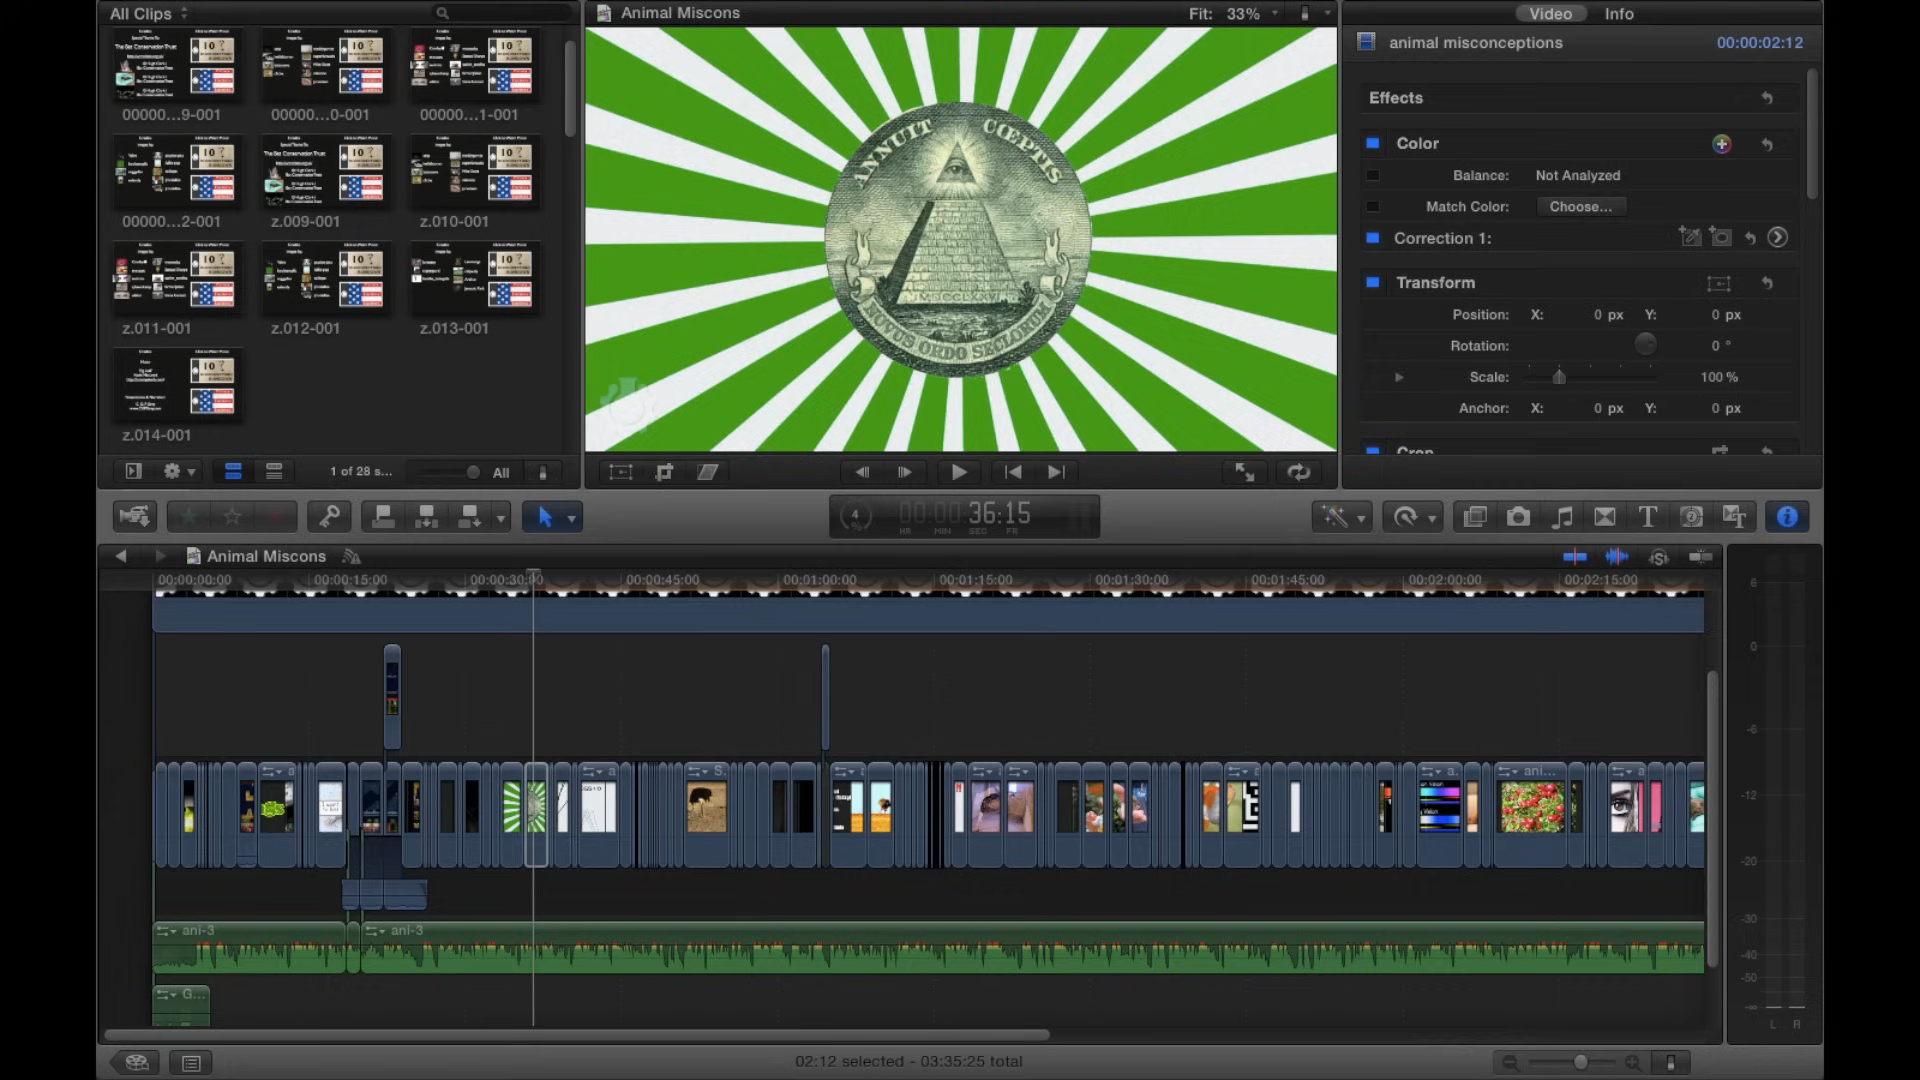 All Clips
Animal Miscons
Fit: 33%
Video
Info
animal misconceptions
00:00:02:12
00000...9-001
00000...0-001
00000...1-001
00000...2-001
z.009-001
z.010-001
z.011-001
z.012-001
z.013-001
z.014-001
ANNUIT CŒPTIS
MDCCLXXVI
NOVUS ORDO SECLORUM
Effects
Color
Balance: Not Analyzed
Match Color: Choose...
Correction 1:
Transform
Position: X: 0 px Y: 0 px
Rotation: 0 °
Scale: 100 %
Anchor: X: 0 px Y: 0 px
Crop
1 of 28 s... All
4 00:00:36:15
HR MIN SEC FR
Animal Miscons
00:00:00:00 00:00:15:00 00:00:30:00 00:00:45:00 00:01:00:00 00:01:15:00 00:01:30:00 00:01:45:00 00:02:00:00 00:02:15:00
a a S. a a. ani... a
ani-3 ani-3
G...
6
0
-6
-12
-20
-30
-40
-50
-∞
L R
02:12 selected - 03:35:25 total